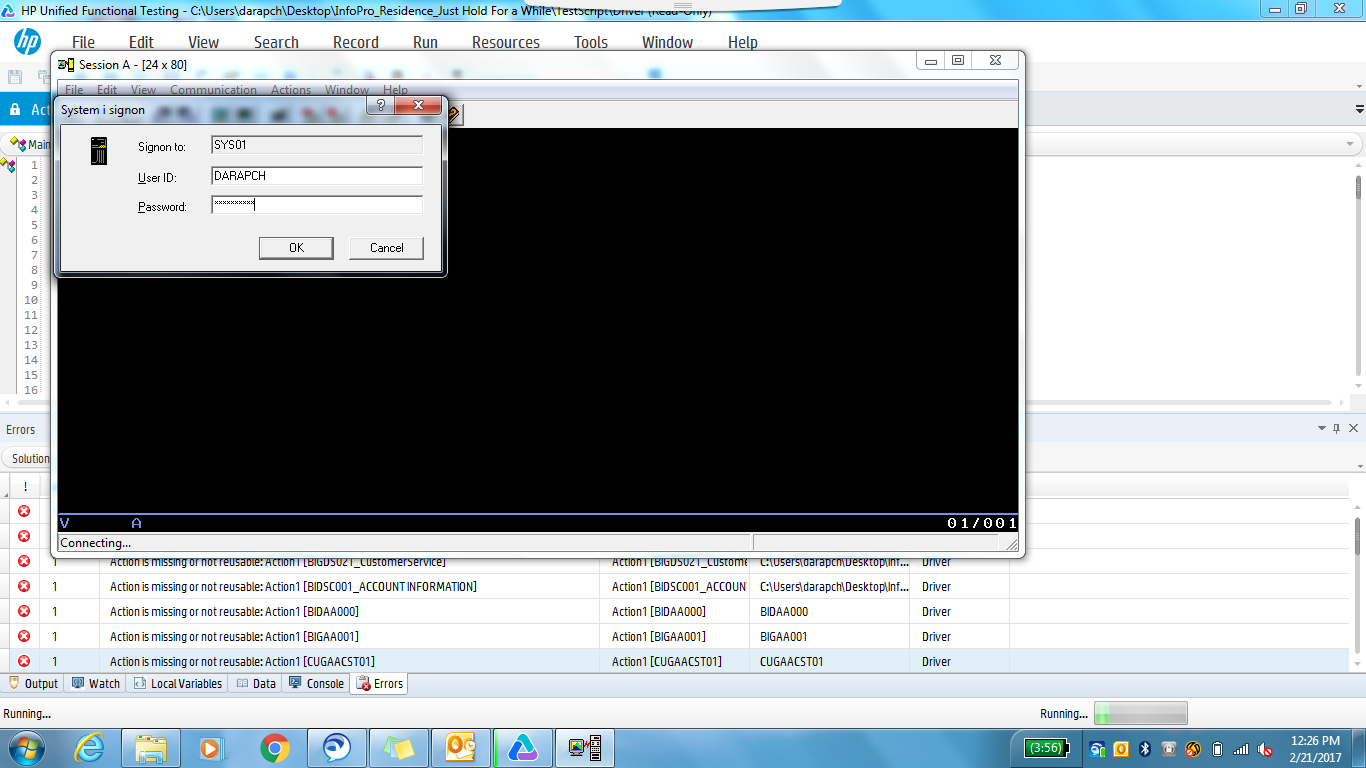 HP Unified Functional Testing - C:\Users\darapch\Desktop\InfoPro_Residence_Just Hold For a While\TestScript\Driver (Read-Only)
hp File Edit View Search Record Run Resources Tools Window Help
Session A - [24 x 80]
File Edit View Communication Actions Window Help
Act
System i signon ?
Main
Signon to: SYS01
User ID: DARAPCH
Password: **********
OK Cancel
1
2
3
4
5
6
7
8
9
10
11
12
13
14
15
16
Errors
Solution
!
V A 01/001
Connecting...
1 Action is missing or not reusable: Action1 [BIGDS021_CustomerService] Action1 [BIGDS021_Custome C:\Users\darapch\Desktop\Inf... Driver
1 Action is missing or not reusable: Action1 [BIDSC001_ACCOUNT INFORMATION] Action1 [BIDSC001_ACCOUN C:\Users\darapch\Desktop\Inf... Driver
1 Action is missing or not reusable: Action1 [BIDAA000] Action1 [BIDAA000] BIDAA000 Driver
1 Action is missing or not reusable: Action1 [BIGAA001] Action1 [BIGAA001] BIGAA001 Driver
1 Action is missing or not reusable: Action1 [CUGAACST01] Action1 [CUGAACST01] CUGAACST01 Driver
Output Watch Local Variables Data Console Errors
Running... Running...
(3:56) 12:26 PM
2/21/2017